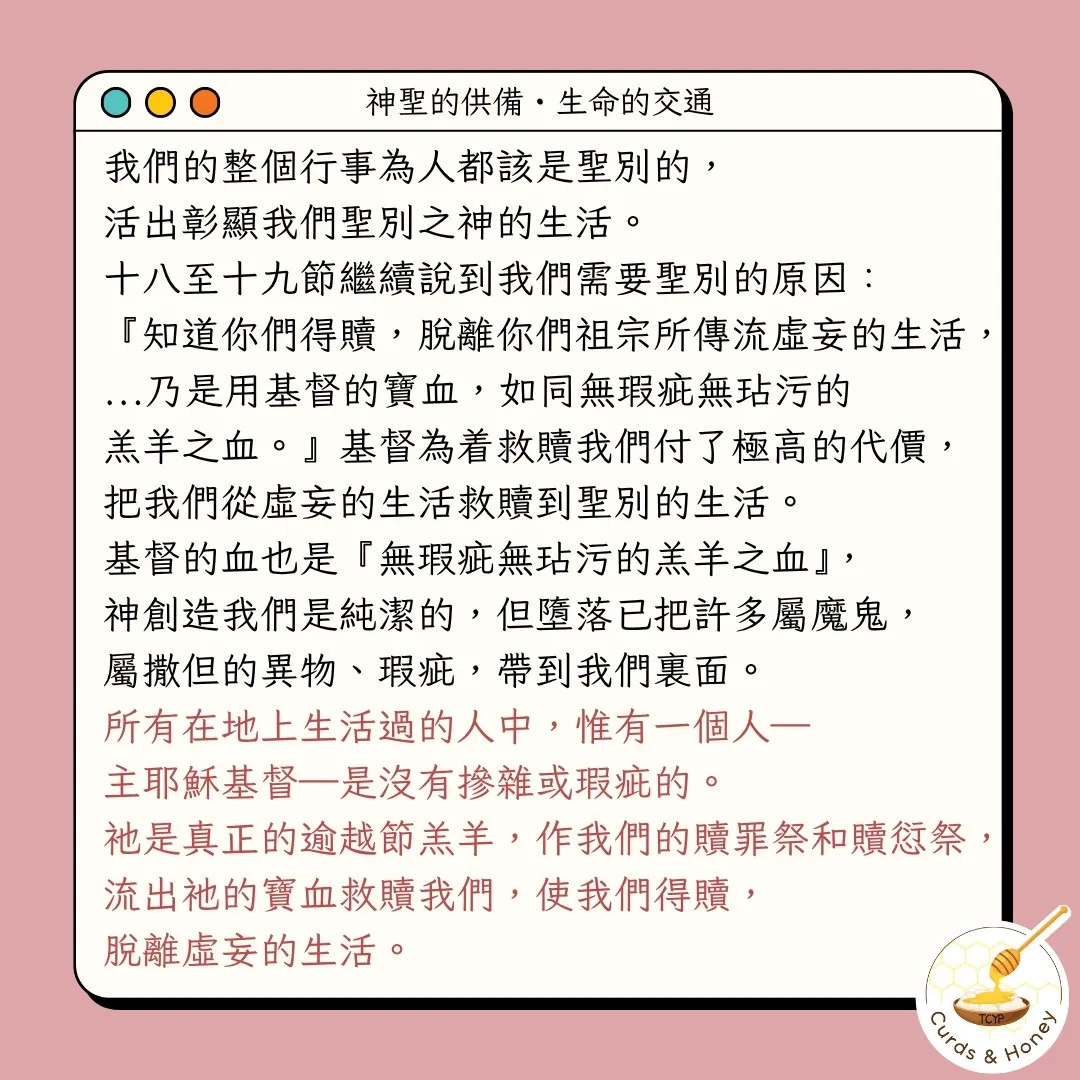 神聖的供備・生命的交通
我們的整個行事為人都該是聖別的，
活出彰顯我們聖別之神的生活。
十八至十九節繼續說到我們需要聖別的原因：
『知道你們得贖，脫離你們祖宗所傳流虛妄的生活，
...乃是用基督的寶血，如同無瑕疵無玷污的
羔羊之血。』基督為着救贖我們付了極高的代價，
把我們從虛妄的生活救贖到聖別的生活。
基督的血也是『無瑕疵無玷污的羔羊之血』，
神創造我們是純潔的，但墮落已把許多屬魔鬼，
屬撒但的異物、瑕疵，帶到我們裏面。
所有在地上生活過的人中，惟有一個人—
主耶穌基督—是沒有摻雜或瑕疵的。
祂是真正的逾越節羔羊，作我們的贖罪祭和贖愆祭，
流出祂的寶血救贖我們，使我們得贖，
脫離虛妄的生活。
TCYP
Curds & Honey